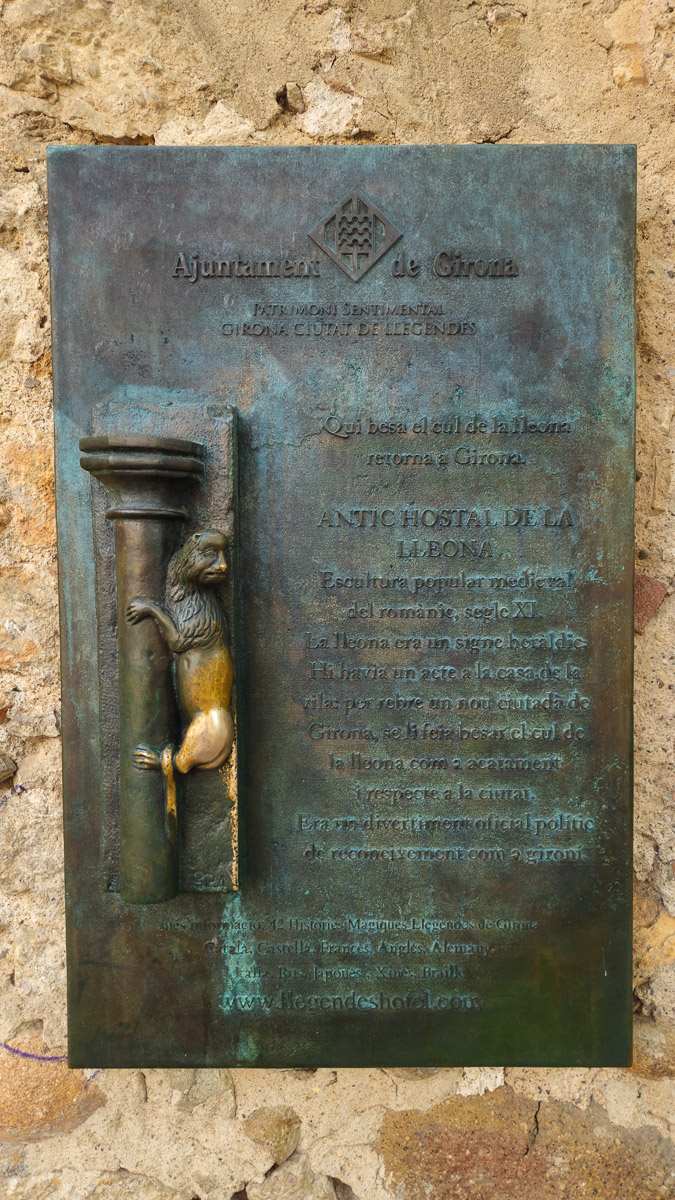 Ajuntament de Girona
PATRIMONI SENTIMENTAL
GIRONA CIUTAT DE LLEGENDES
Qui besa el cul de la lleona
retorna a Girona.
ANTIC HOSTAL DE LA
LLEONA
Escultura popular medieval
del romànic, segle XI.
La lleona era un signe heràldic.
Hi havia un acte a la casa de la
vila: per rebre un nou ciutadà de
Girona, se li feia besar el cul de
la lleona com a acatament
i respecte a la ciutat.
Era un divertiment oficial polític
de reconeixement com a gironí.
Més informació: Històries Màgiques Llegendes de Girona
Català, Castellà, Francès, Anglès, Alemany,
Italià, Rus, Japonès, Xinès, Braille
www.llegendeshotel.com